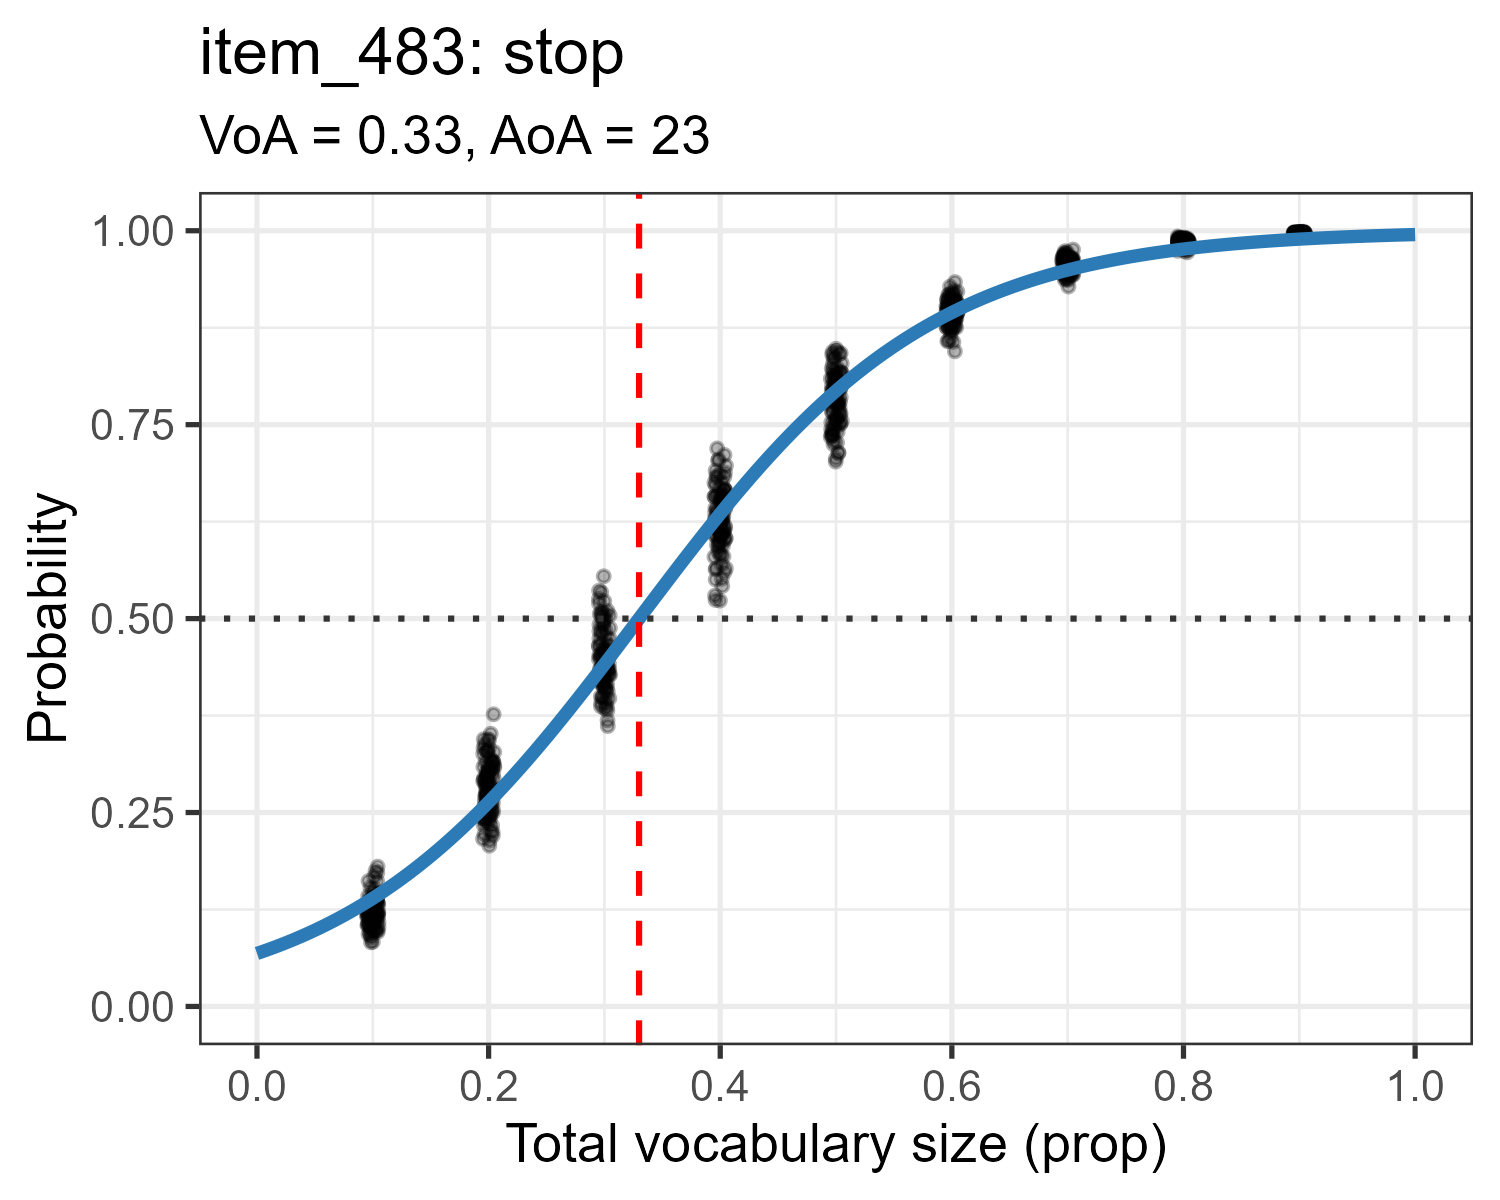 item_483: stop
VoA = 0.33, AoA = 23
1.00
0.75
0.50
0.25
0.00
Probability
0.0 0.2 0.4 0.6 0.8 1.0
Total vocabulary size (prop)